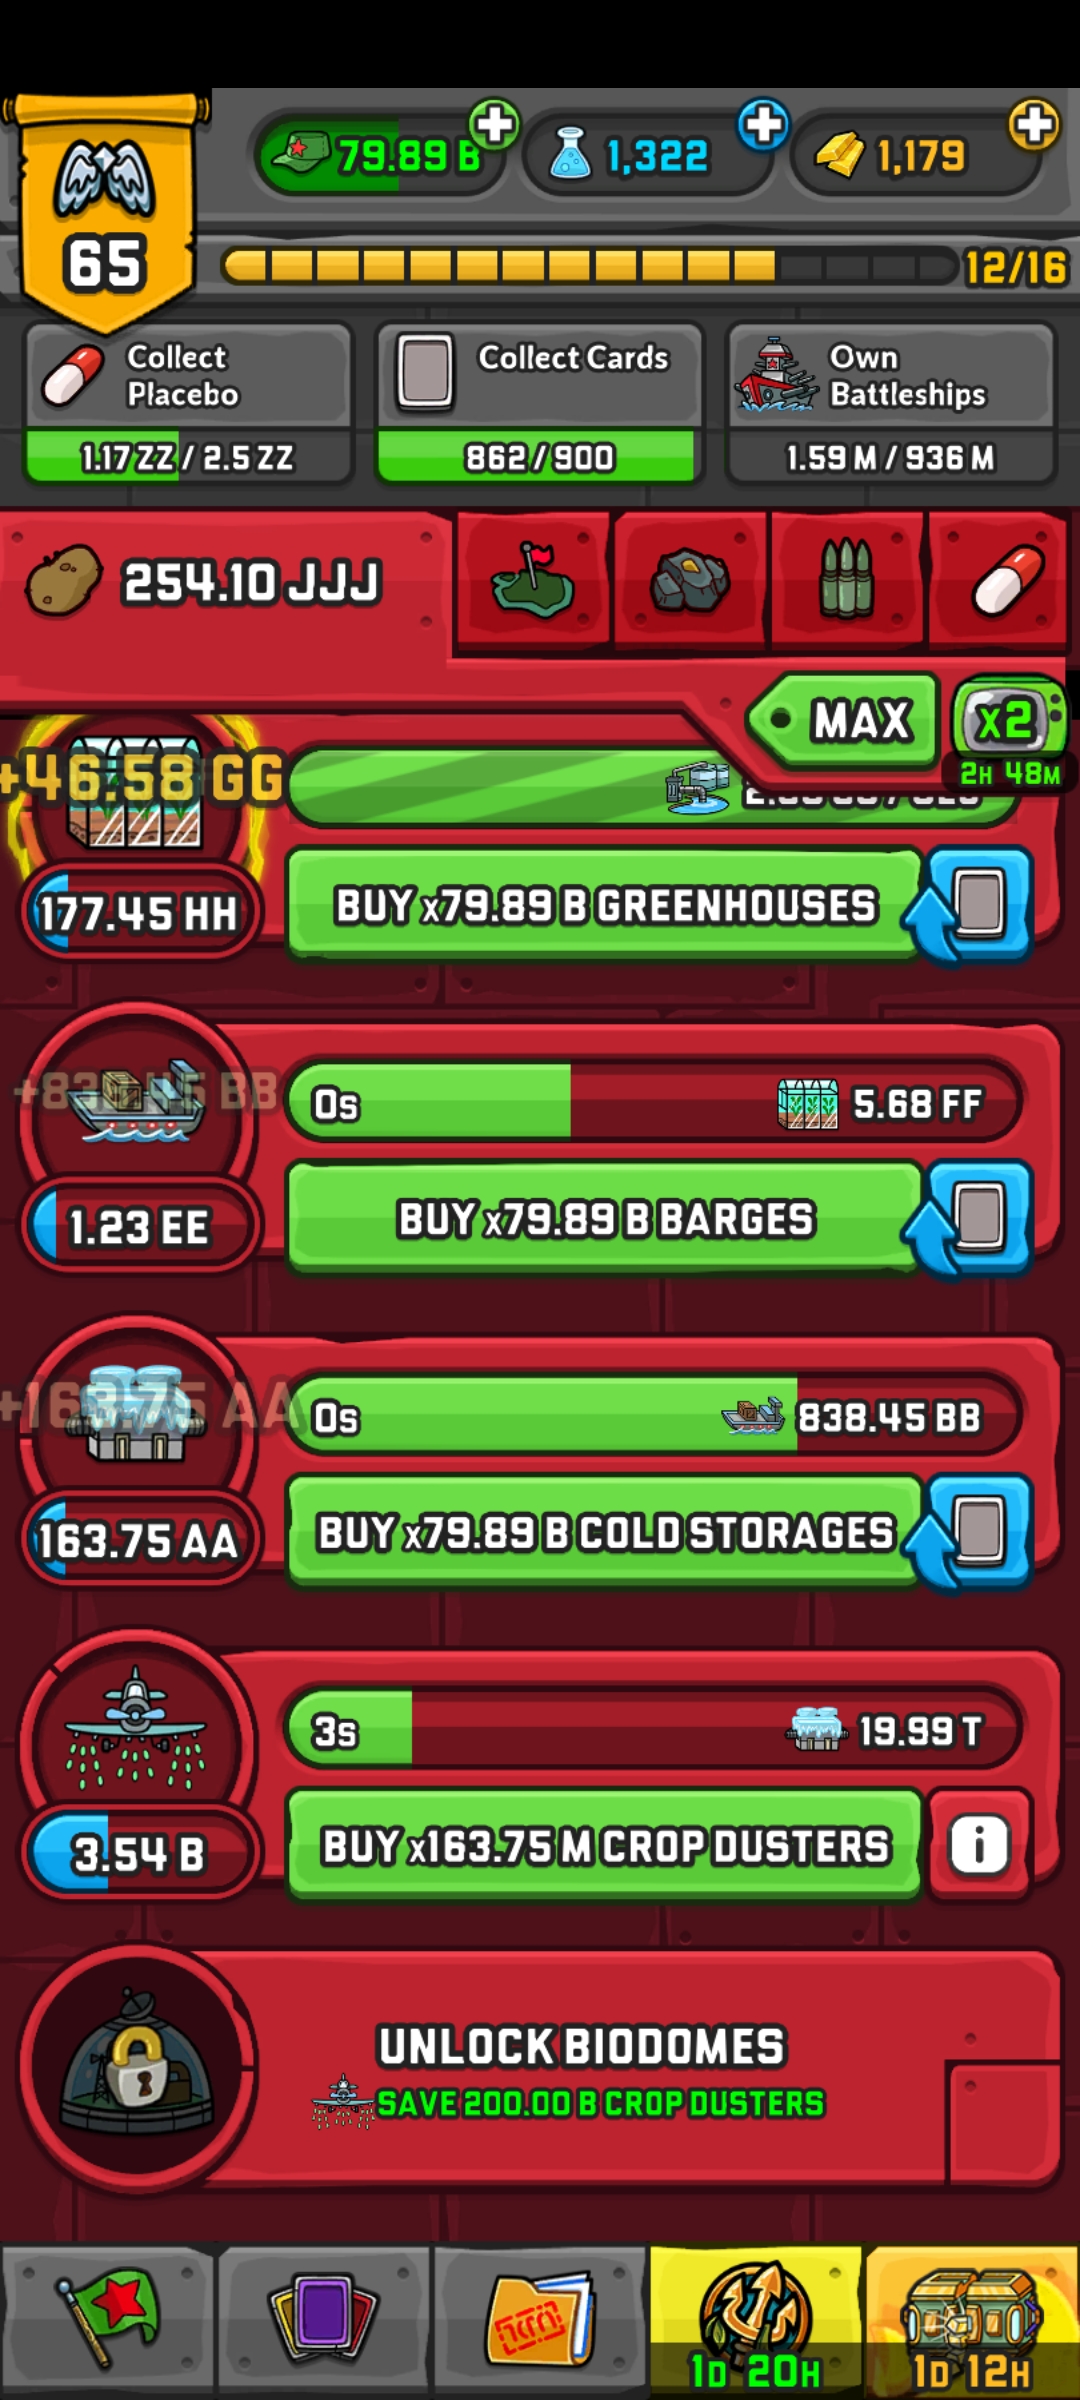 79.89 B
1,322
1,179
65
12/16
Collect
Placebo
1.17 ZZ / 2.5 ZZ
Collect Cards
862/900
Own
Battleships
1.59 M / 936 M
254.10 JJJ
MAX
x2
2H 48M
+46.58 GG
177.45 HH
BUY x79.89 B GREENHOUSES
+838.45 BB
0s
5.68 FF
1.23 EE
BUY x79.89 B BARGES
+163.75 AA
0s
838.45 BB
163.75 AA
BUY x79.89 B COLD STORAGES
3s
19.99 T
3.54 B
BUY x163.75 M CROP DUSTERS
i
UNLOCK BIODOMES
SAVE 200.00 B CROP DUSTERS
1D 20H
1D 12H